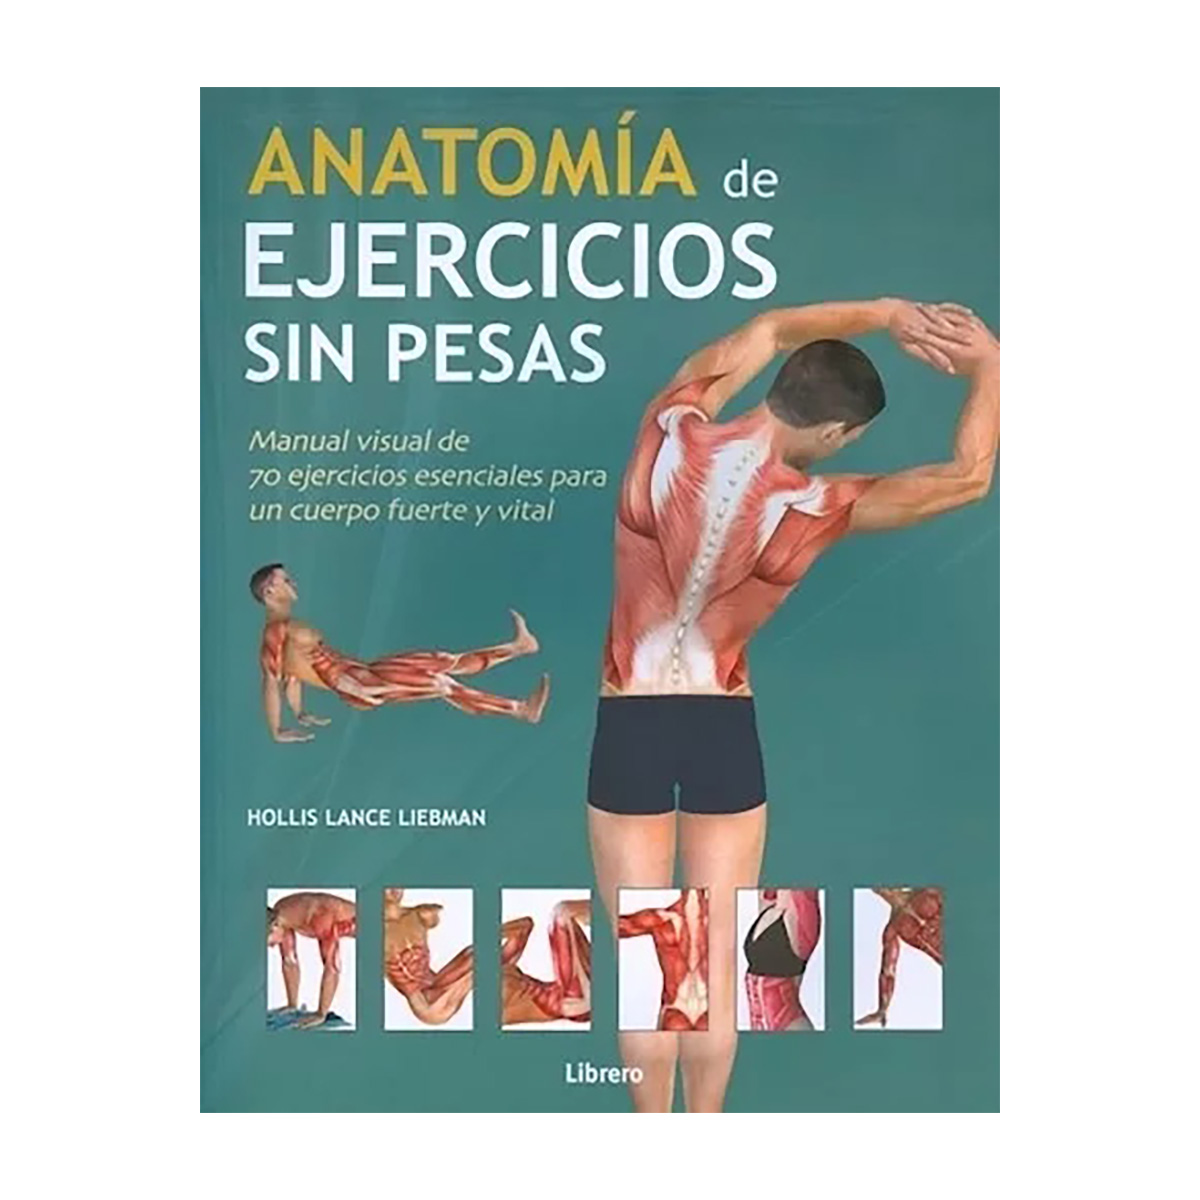 ANATOMÍA de
EJERCICIOS
SIN PESAS
Manual visual de
70 ejercicios esenciales para
un cuerpo fuerte y vital
HOLLIS LANCE LIEBMAN
Librero